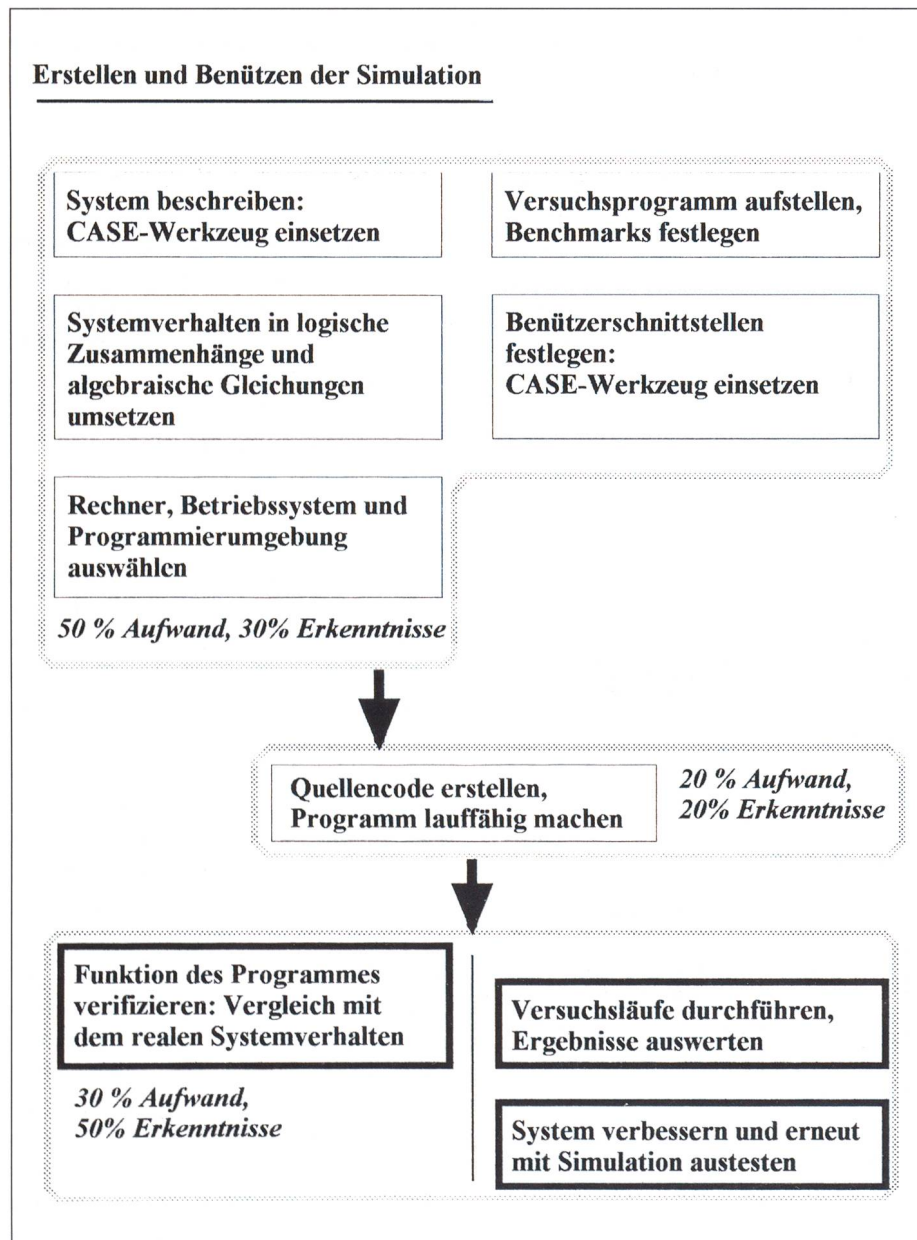 Erstellen und Benützen der Simulation
System beschreiben:
CASE-Werkzeug einsetzen
Versuchsprogramm aufstellen,
Benchmarks festlegen
Systemverhalten in logische
Zusammenhänge und
algebraische Gleichungen
umsetzen
Benützerschnittstellen
festlegen:
CASE-Werkzeug einsetzen
Rechner, Betriebssystem und
Programmierumgebung
auswählen
50 % Aufwand, 30% Erkenntnisse
Quellencode erstellen,
Programm lauffähig machen
20 % Aufwand,
20% Erkenntnisse
Funktion des Programmes
verifizieren: Vergleich mit
dem realen Systemverhalten
30 % Aufwand,
50% Erkenntnisse
Versuchsläufe durchführen,
Ergebnisse auswerten
System verbessern und erneut
mit Simulation austesten